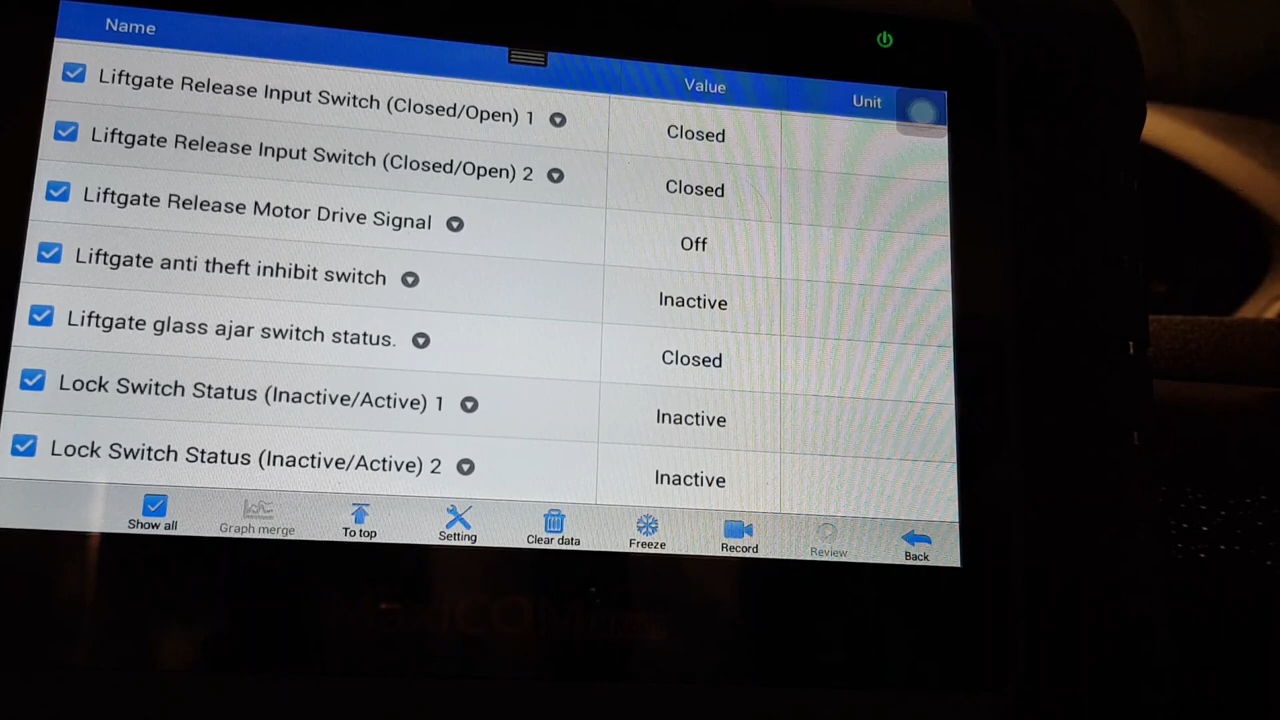 Name Value Unit
Liftgate Release Input Switch (Closed/Open) 1 Closed
Liftgate Release Input Switch (Closed/Open) 2 Closed
Liftgate Release Motor Drive Signal Off
Liftgate anti theft inhibit switch Inactive
Liftgate glass ajar switch status. Closed
Lock Switch Status (Inactive/Active) 1 Inactive
Lock Switch Status (Inactive/Active) 2 Inactive
Show all Graph merge To top Setting Clear data Freeze Record Review Back